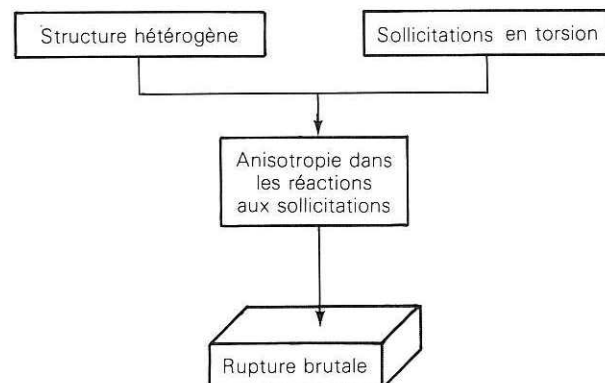 Structure hétérogène
Sollicitations en torsion
Anisotropie dans
les réactions
aux sollicitations
Rupture brutale